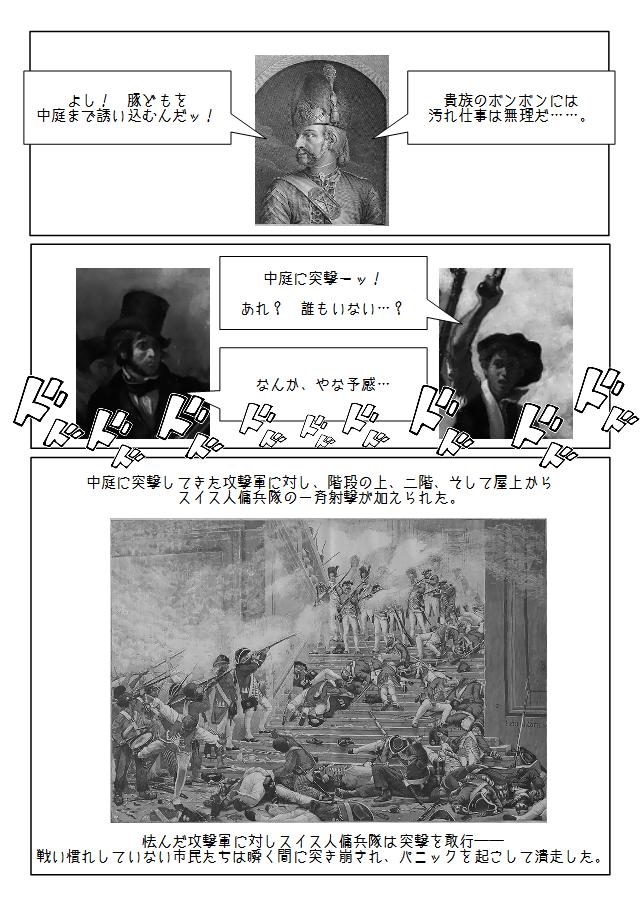 貴族のボンボンには
汚れ仕事は無理だ……。
よし！　豚どもを
中庭まで誘い込むんだッ！
中庭に突撃ーッ！
あれ？　誰もいない…？
なんか、やな予感…
ドド
ドド
ドド
ドド
ドド
ドド
ドド
ドド
ドド
中庭に突撃してきた攻撃軍に対し、階段の上、二階、そして屋上から
スイス人傭兵隊の一斉射撃が加えられた。
怯んだ攻撃軍に対しスイス人傭兵隊は突撃を敢行――
戦い慣れしていない市民たちは瞬く間に突き崩され、パニックを起こして潰走した。